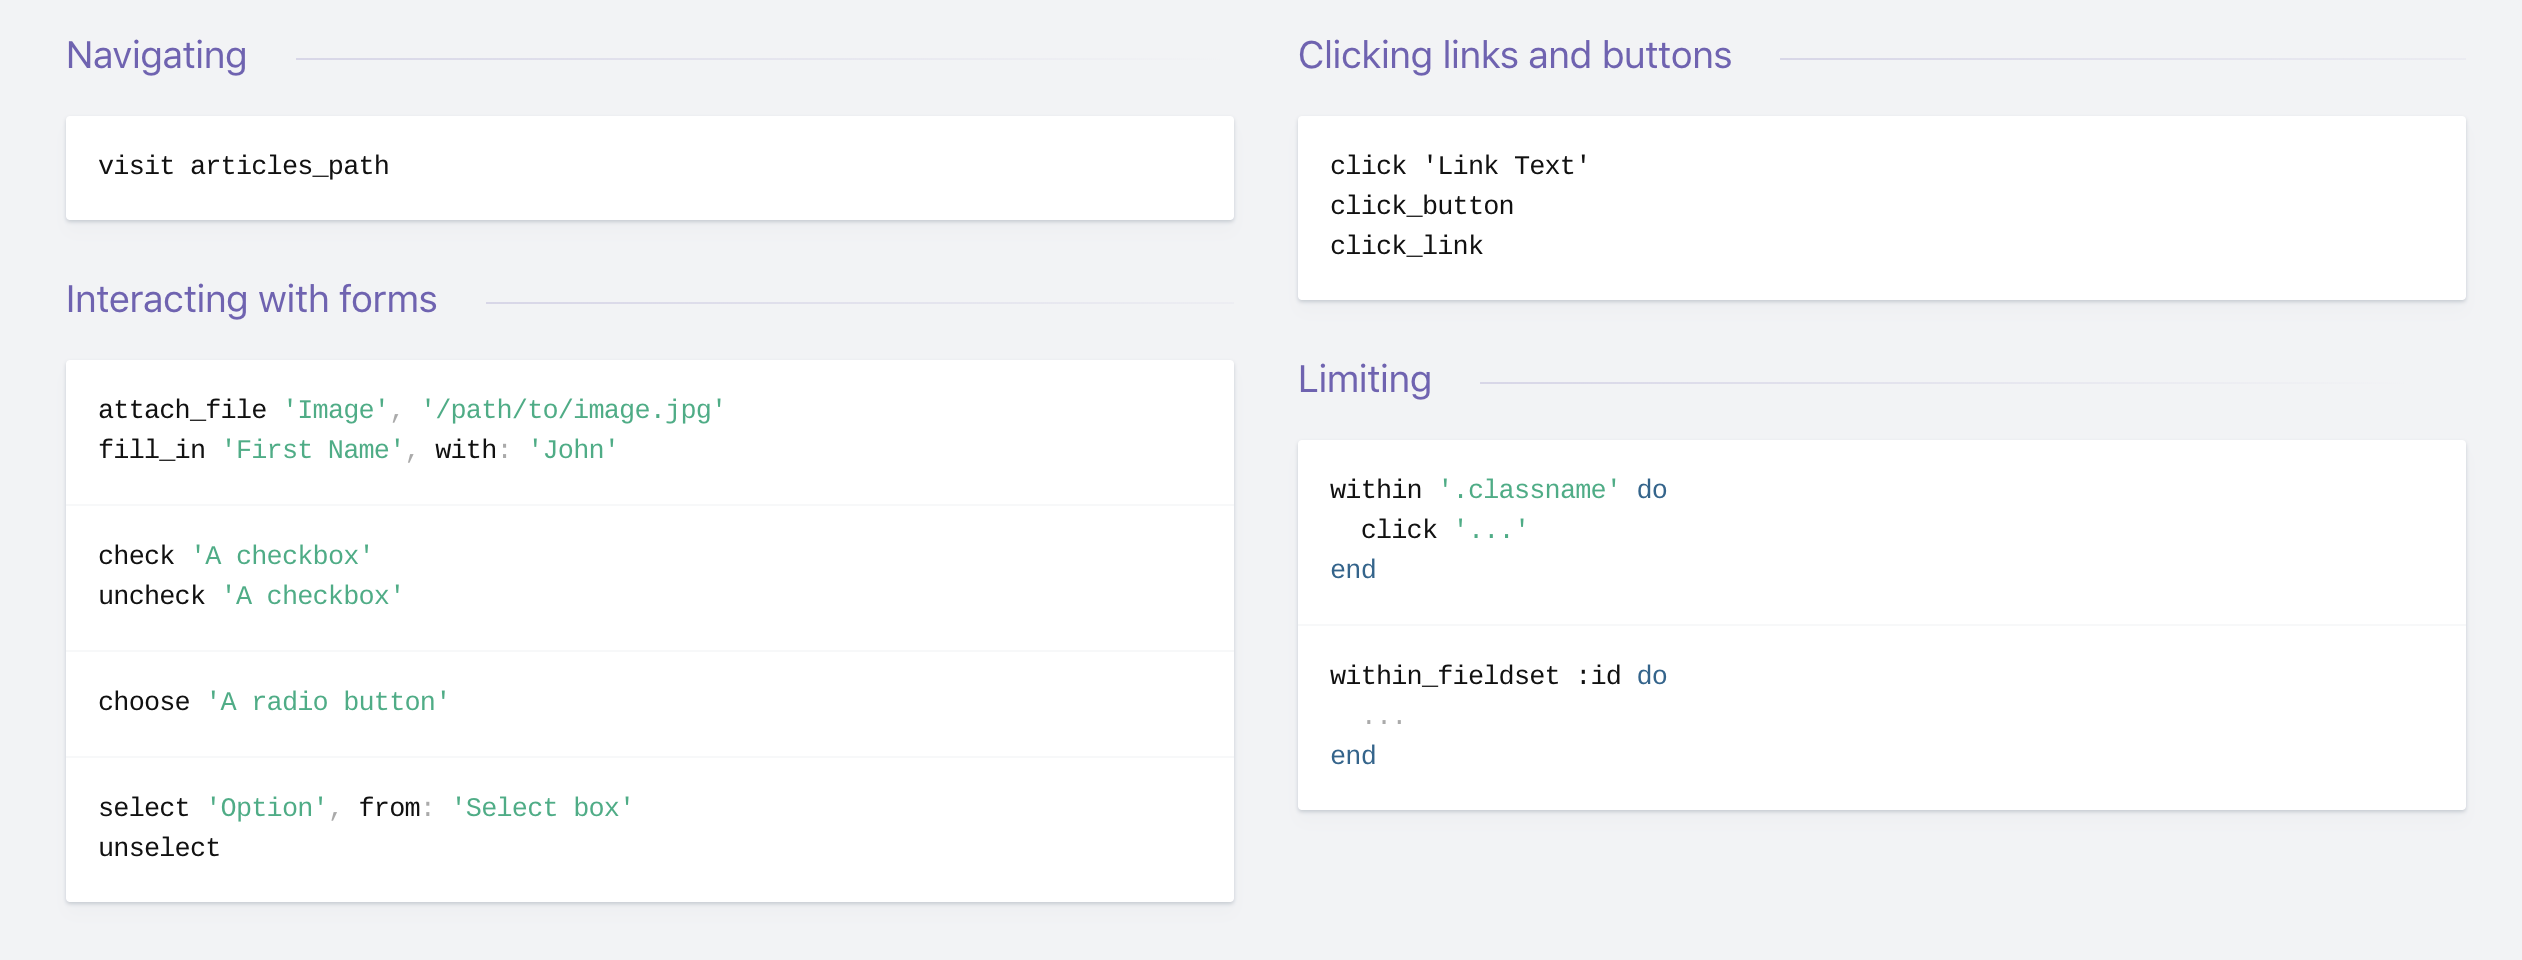 Navigating
visit articles_path
Interacting with forms
attach_file 'Image', '/path/to/image.jpg'
fill_in 'First Name', with: 'John'
check 'A checkbox'
uncheck 'A checkbox'
choose 'A radio button'
select 'Option', from: 'Select box'
unselect
Clicking links and buttons
click 'Link Text'
click_button
click_link
Limiting
within '.classname' do
  click '...'
end
within_fieldset :id do
  ...
end